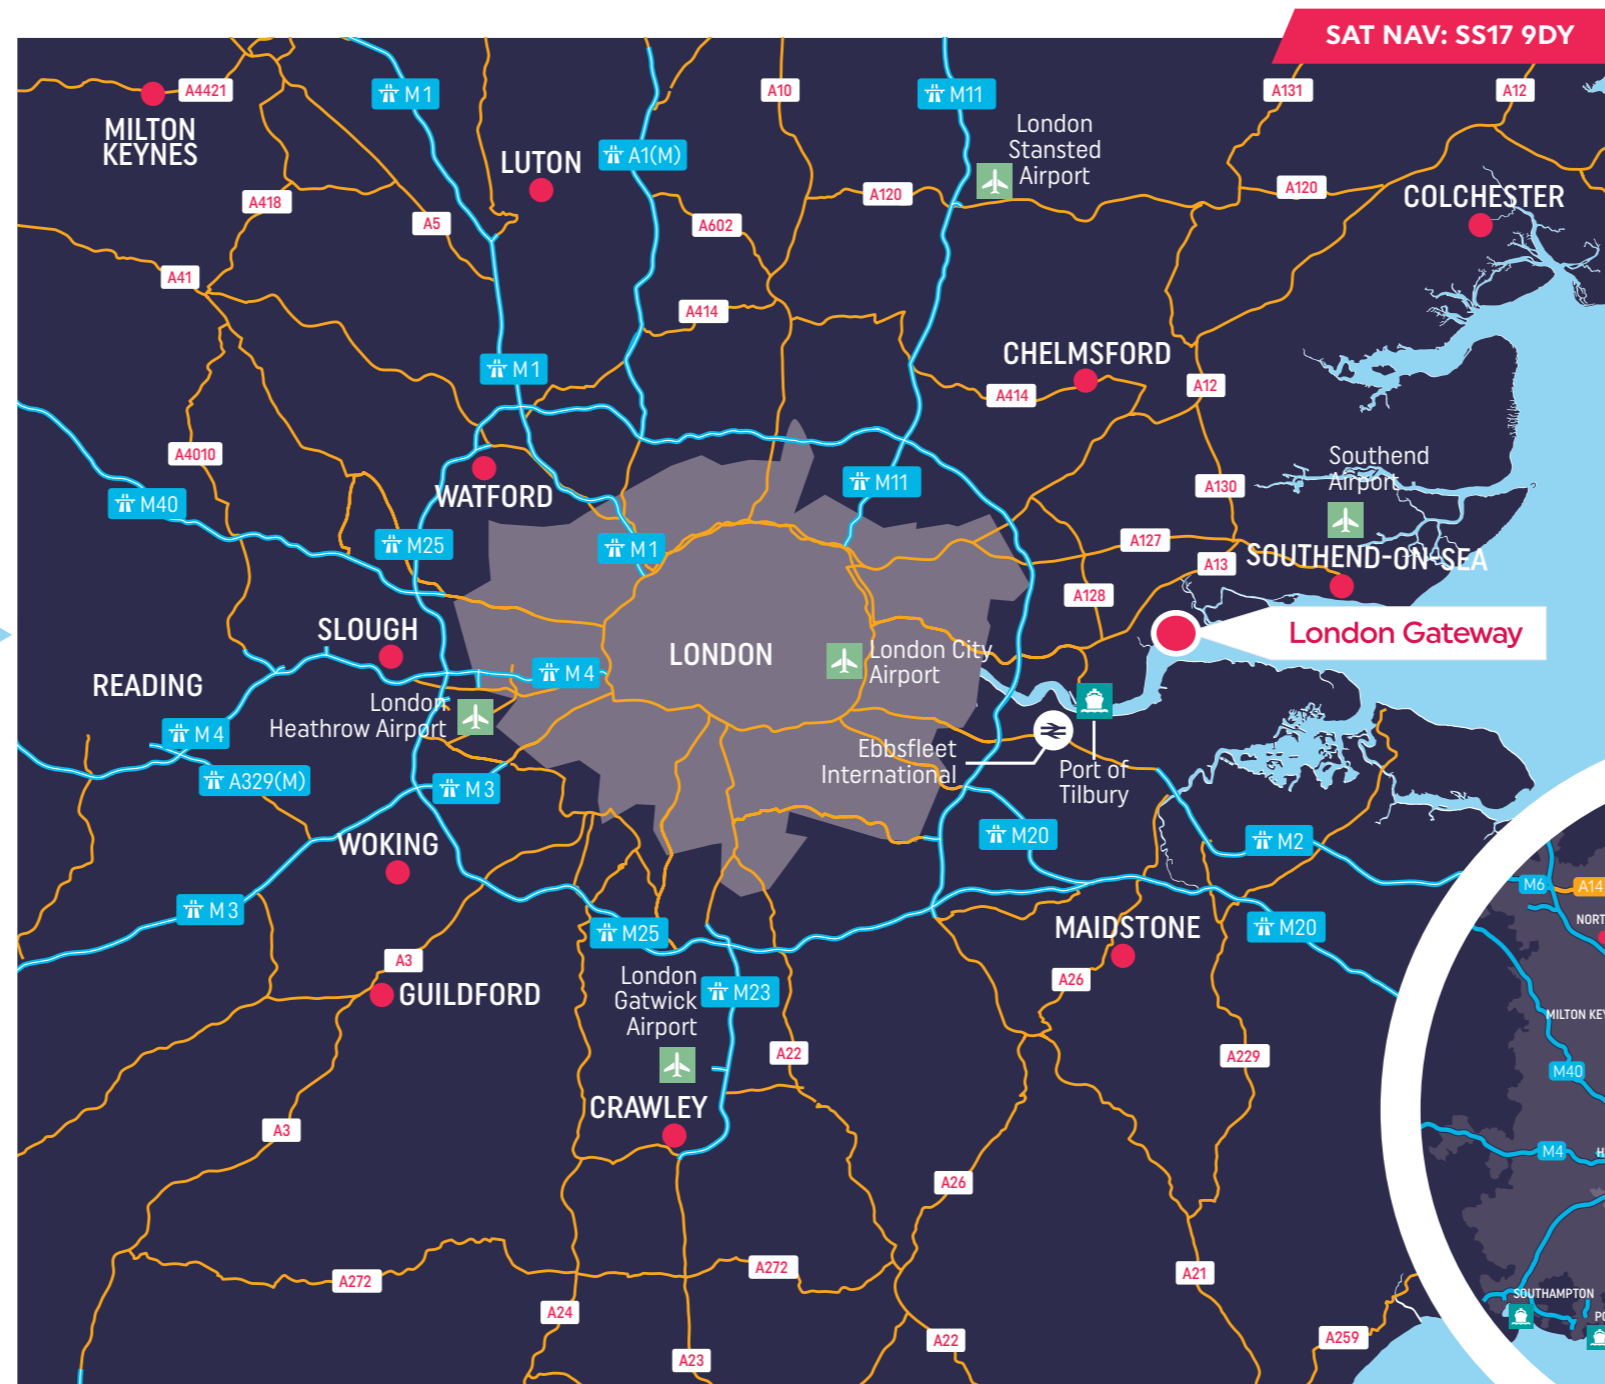 SAT NAV: SS17 9DY
A4421
M1
A10
M11
A131
A12
MILTON
KEYNES
LUTON
A1(M)
London
Stansted
Airport
A418
A5
A602
A120
A120
COLCHESTER
A41
A414
M1
CHELMSFORD
A414
A12
A4010
M40
WATFORD
M11
A130
Southend
Airport
M25
M1
A127
A13
SOUTHEND-ON-SEA
A128
SLOUGH
LONDON
London City
Airport
London Gateway
READING
M4
London
Heathrow Airport
M4
A329(M)
M3
Ebbsfleet
International
Port of
Tilbury
M20
M2
WOKING
M3
M25
MAIDSTONE
M20
A3
GUILDFORD
London
Gatwick
Airport
M23
A26
A22
A229
CRAWLEY
A3
A26
A272
A272
A21
A24
A23
A22
A259
M6
A14
NORT
MILTON KEY
M40
M4
SOUTHAMPTON